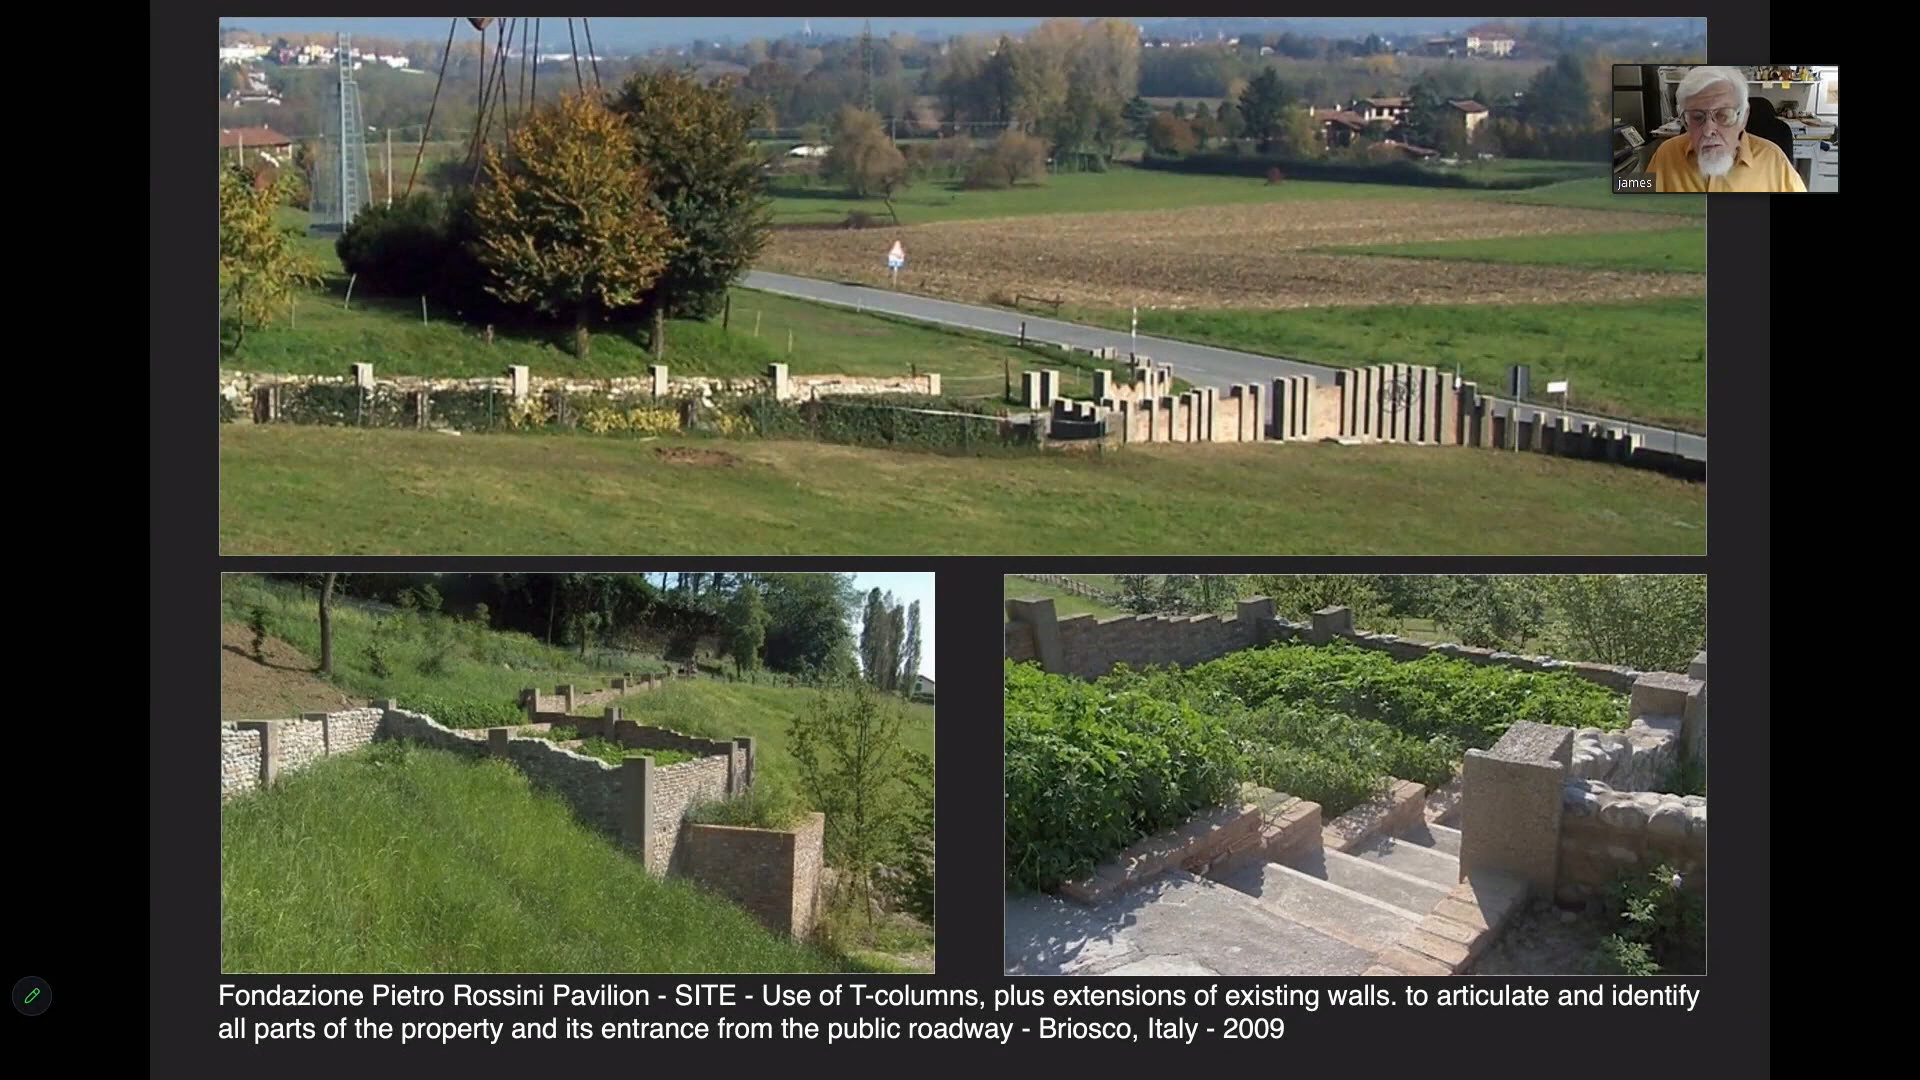 james
Fondazione Pietro Rossini Pavilion - SITE - Use of T-columns, plus extensions of existing walls. to articulate and identify
all parts of the property and its entrance from the public roadway - Briosco, Italy - 2009